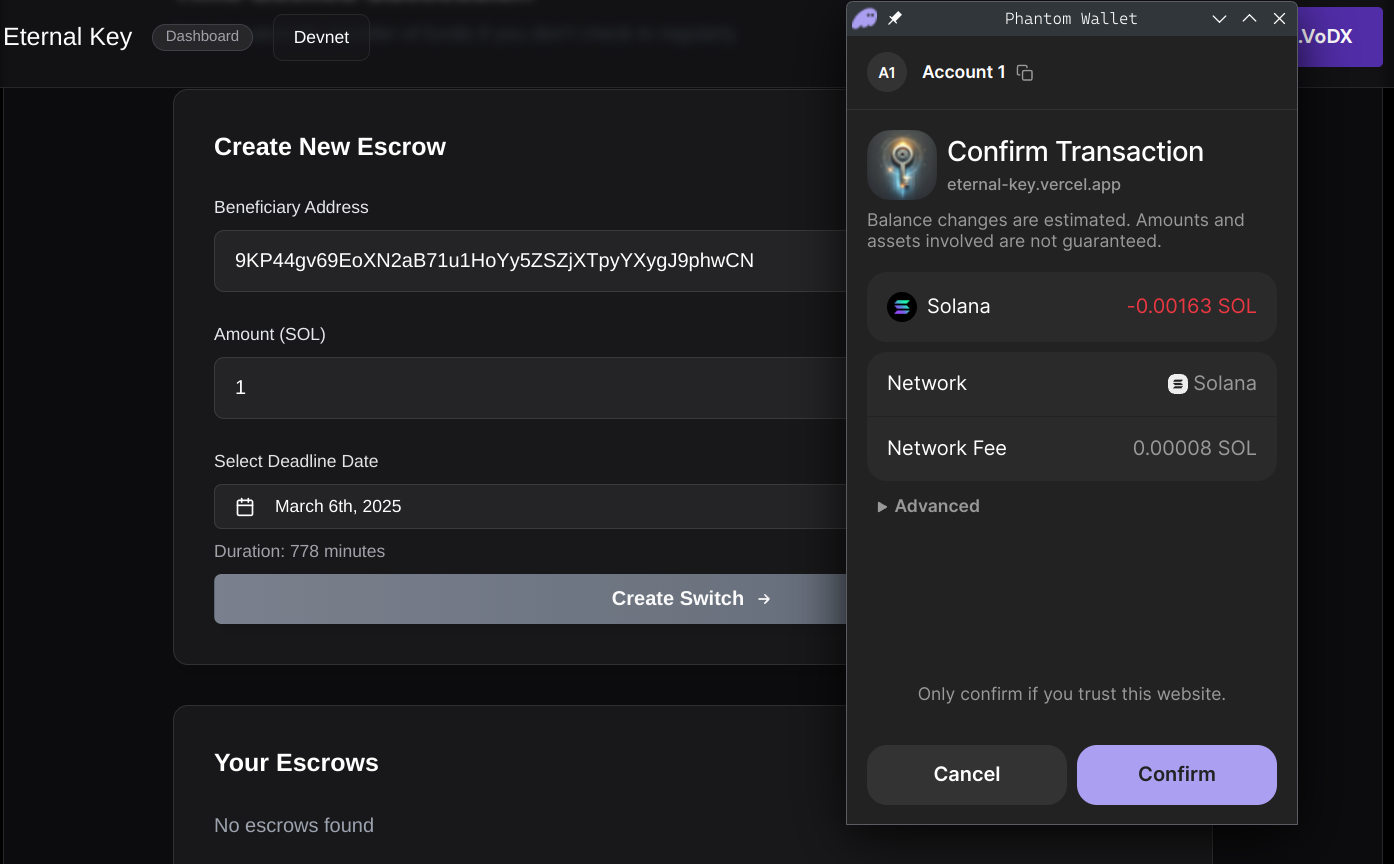 Eternal Key
Dashboard
Devnet
.VoDX
Create New Escrow
Beneficiary Address
9KP44gv69EoXN2aB71u1HoYy5ZSZjXTpyYXygJ9phwCN
Amount (SOL)
1
Select Deadline Date
March 6th, 2025
Duration: 778 minutes
Create Switch →
Your Escrows
No escrows found
Phantom Wallet
A1
Account 1
Confirm Transaction
eternal-key.vercel.app
Balance changes are estimated. Amounts and
assets involved are not guaranteed.
Solana -0.00163 SOL
Network Solana
Network Fee 0.00008 SOL
Advanced
Only confirm if you trust this website.
Cancel
Confirm